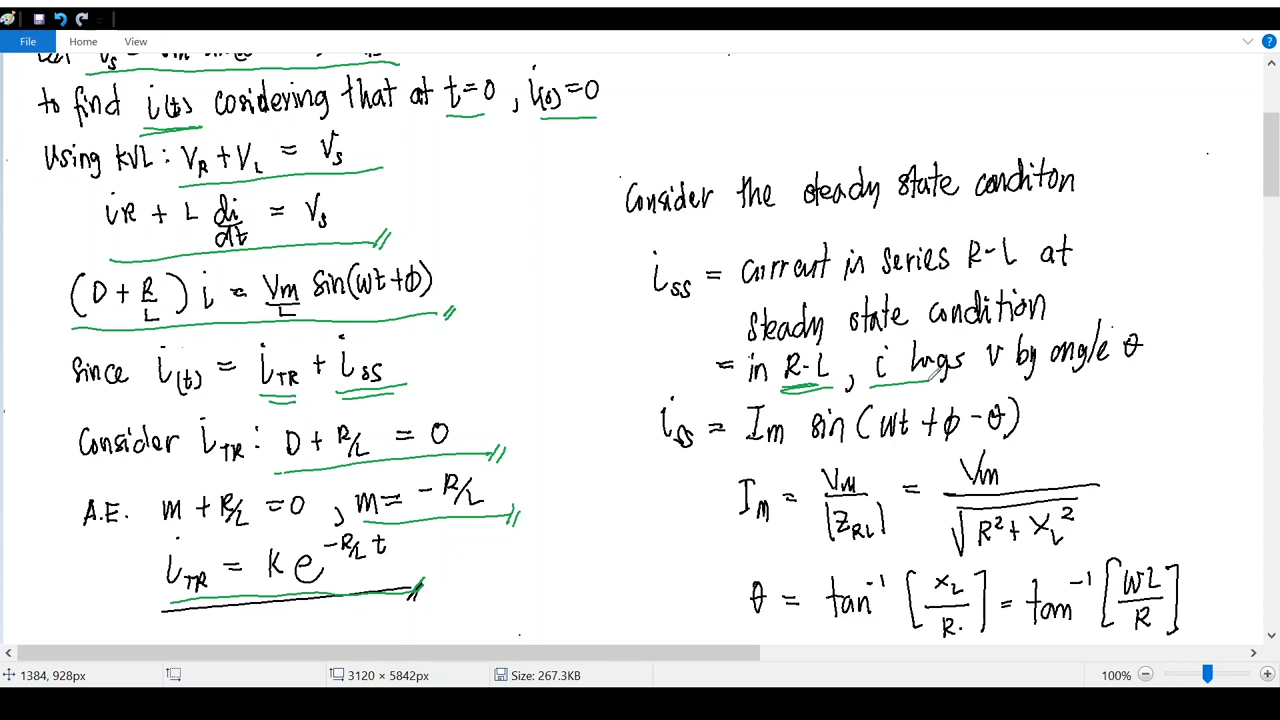 File Home View
to find i(t) cosidering that at t=0 , i(0)=0
Using KVL: VR + VL = Vs
iR + L di/dt = Vs
(D + R/L) i = Vm/L sin(wt+φ)
Since i(t) = iTR + iss
Consider iTR: D + R/L = 0
A.E. m + R/L = 0 , m = -R/L
iTR = K e^(-R/L t)
Consider the steady state conditon
iss = current in series R-L at
steady state condition
= in R-L , i lags v by angle θ
iss = Im sin(wt + φ - θ)
Im = Vm/|ZRL| = Vm/√(R² + XL²)
θ = tan⁻¹ [XL/R.] = tan⁻¹ [WL/R]
1384, 928px 3120 × 5842px Size: 267.3KB 100%